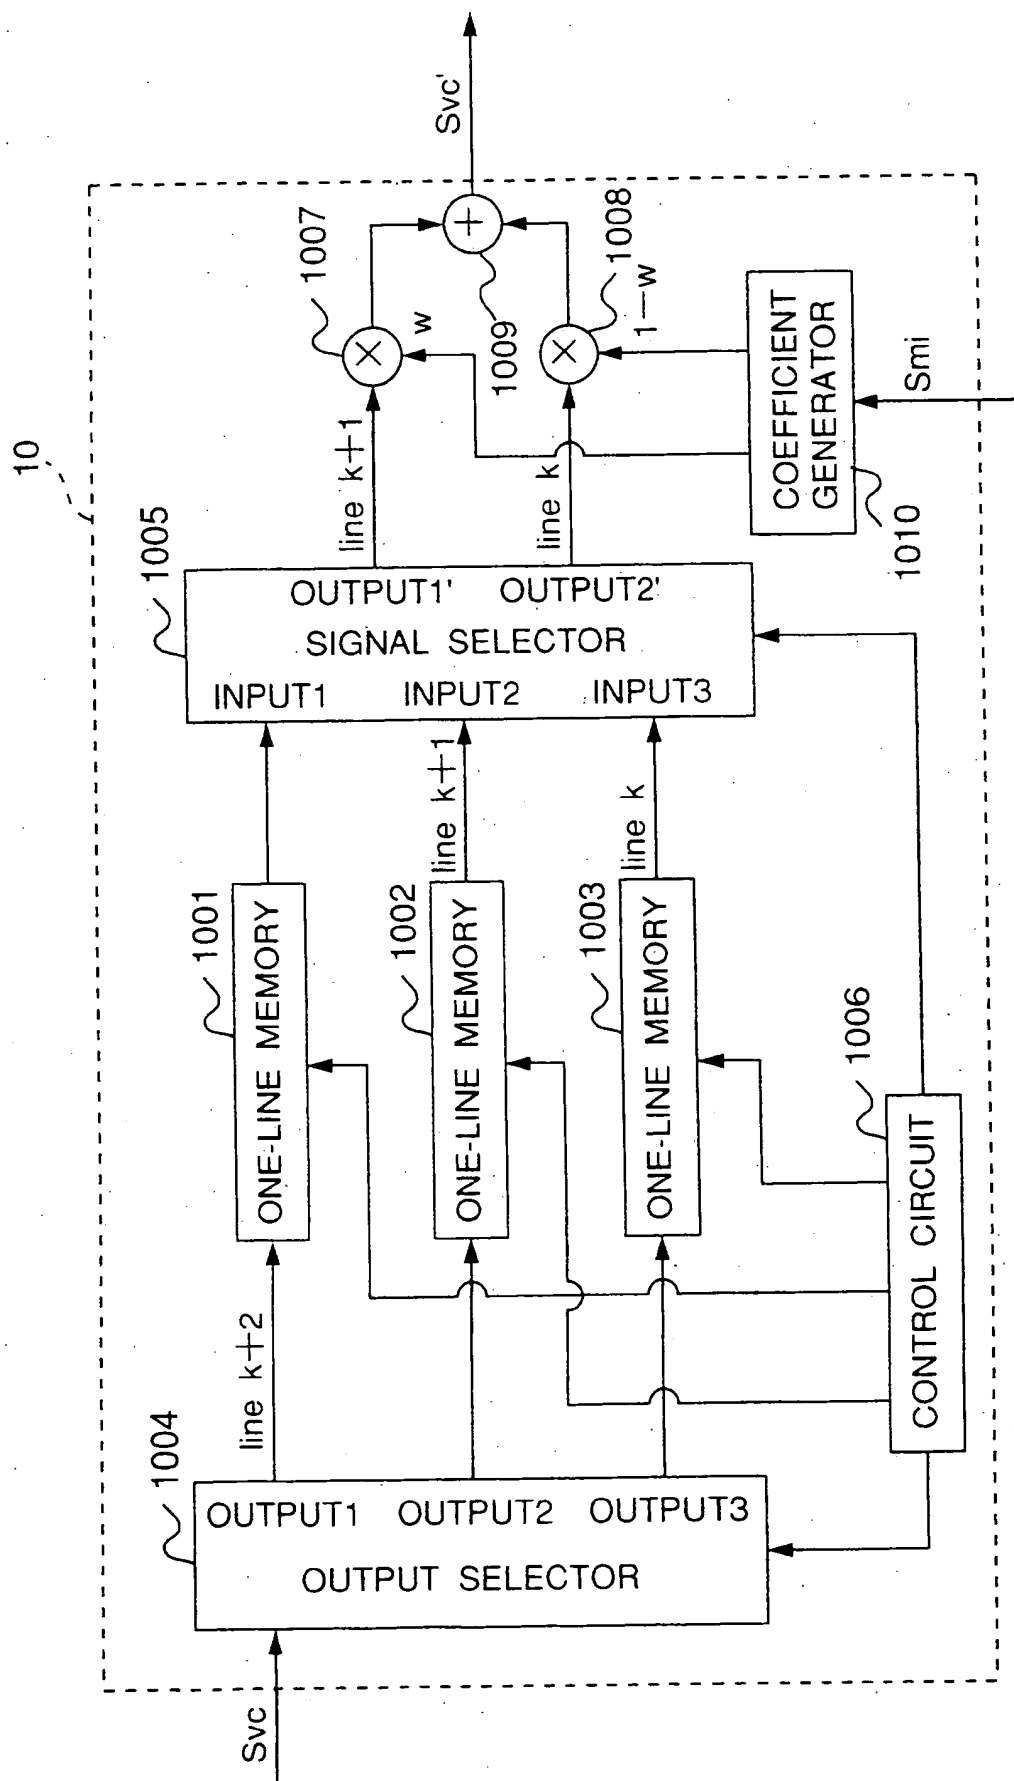 10
Svc
1004
OUTPUT1 OUTPUT2 OUTPUT3
OUTPUT SELECTOR
line k+2
1001
ONE-LINE MEMORY
1002
ONE-LINE MEMORY
1003
ONE-LINE MEMORY
line k+1
line k
1006
CONTROL CIRCUIT
1005
INPUT1 INPUT2 INPUT3
SIGNAL SELECTOR
OUTPUT1' OUTPUT2'
line k+1
line k
1007
×
w
1008
×
1—w
1009
+
COEFFICIENT
GENERATOR
1010
Smi
Svc'